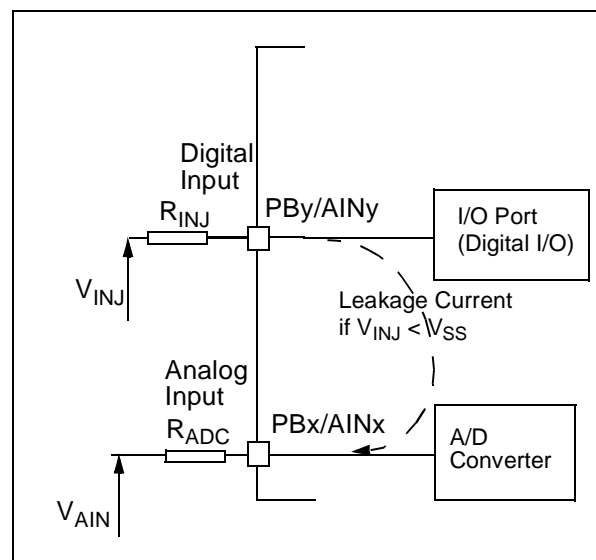 Digital
Input
R_INJ
PBy/AINy
I/O Port
(Digital I/O)
V_INJ
Leakage Current
if V_INJ < V_SS
Analog
Input
R_ADC
PBx/AINx
A/D
Converter
V_AIN